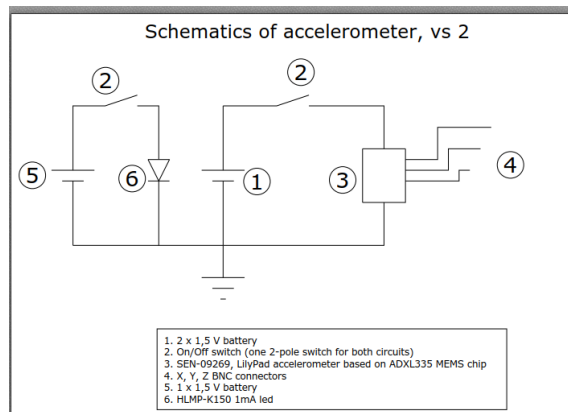 Schematics of accelerometer, vs 2
2
2
5
6
1
3
4
1. 2 x 1,5 V battery
2. On/Off switch (one 2-pole switch for both circuits)
3. SEN-09269, LilyPad accelerometer based on ADXL335 MEMS chip
4. X, Y, Z BNC connectors
5. 1 x 1,5 V battery
6. HLMP-K150 1mA led